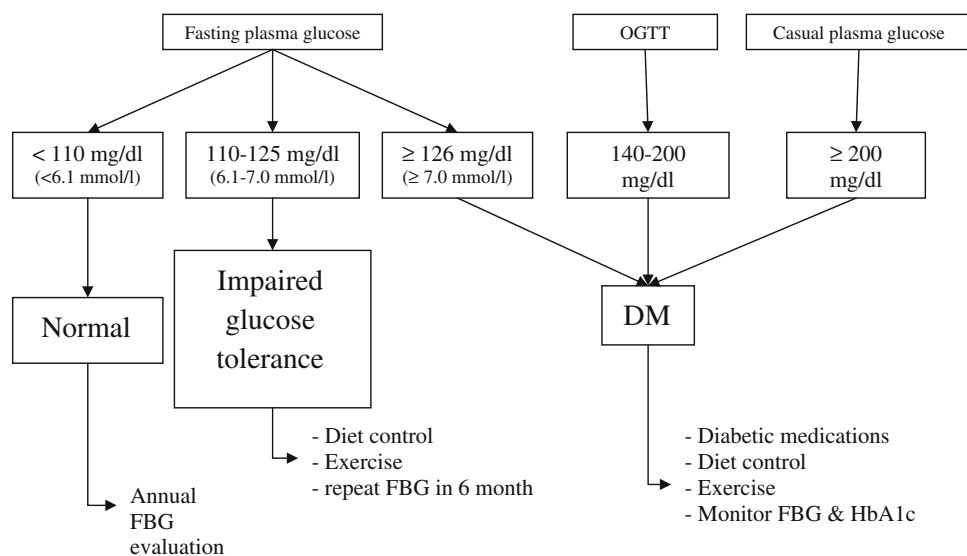 Fasting plasma glucose
OGTT
Casual plasma glucose
< 110 mg/dl
(<6.1 mmol/l)
110-125 mg/dl
(6.1-7.0 mmol/l)
≥ 126 mg/dl
(≥ 7.0 mmol/l)
140-200
mg/dl
≥ 200
mg/dl
Normal
Impaired
glucose
tolerance
DM
Annual
FBG
evaluation
- Diet control
- Exercise
- repeat FBG in 6 month
- Diabetic medications
- Diet control
- Exercise
- Monitor FBG & HbA1c